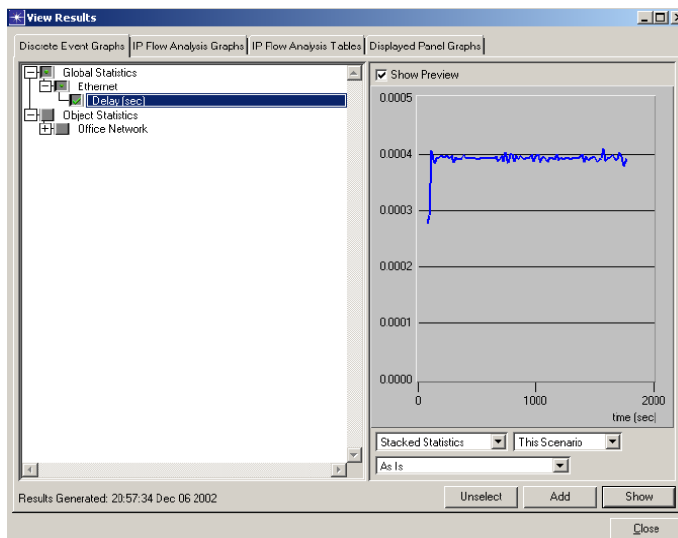 View Results
Discrete Event Graphs IP Flow Analysis Graphs IP Flow Analysis Tables Displayed Panel Graphs
Global Statistics
Ethernet
Delay (sec)
Object Statistics
Office Network
Show Preview
0.0005
0.0004
0.0003
0.0002
0.0001
0.0000
0 1000 2000
time (sec)
Stacked Statistics This Scenario
As Is
Results Generated: 20:57:34 Dec 06 2002
Unselect Add Show
Close